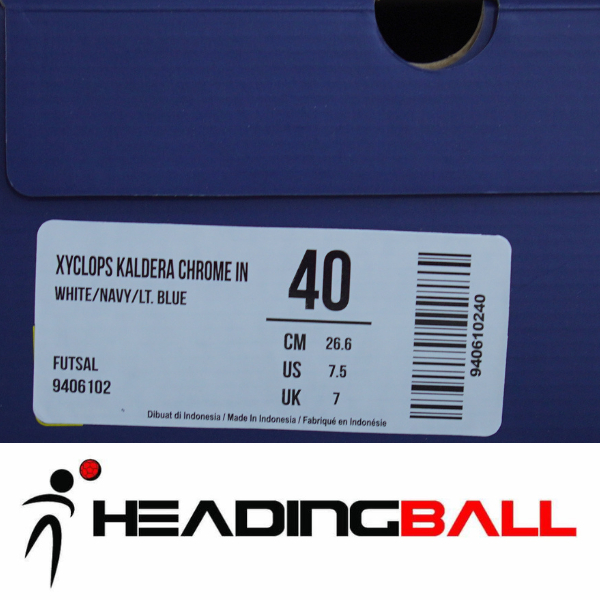 XYCLOPS KALDERA CHROME IN
WHITE/NAVY/LT. BLUE
FUTSAL
9406102
40
CM 26.6
US 7.5
UK 7
940610240
Dibuat di Indonesia / Made In Indonesia / Fabriqué en Indonésie
HEADINGBALL